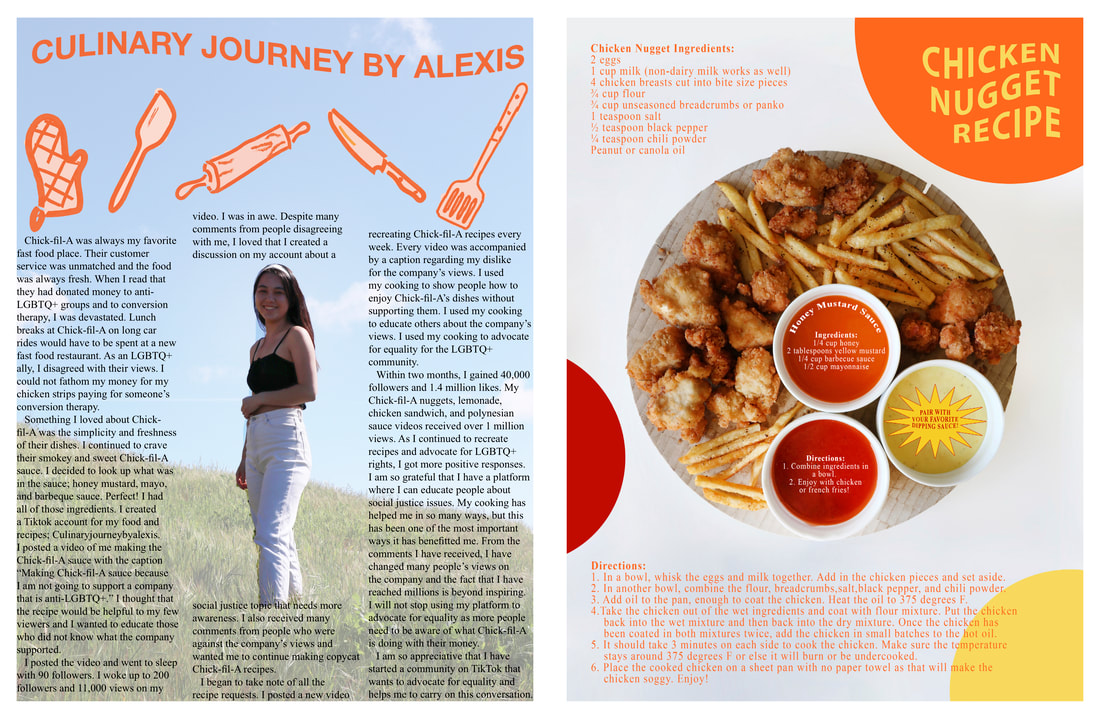 CULINARY JOURNEY BY ALEXIS
Chick-fil-A was always my favorite
fast food place. Their customer
service was unmatched and the food
was always fresh. When I read that
they had donated money to anti-
LGBTQ+ groups and to conversion
therapy, I was devastated. Lunch
breaks at Chick-fil-A on long car
rides would have to be spent at a new
fast food restaurant. As an LGBTQ+
ally, I disagreed with their views. I
could not fathom my money for my
chicken strips paying for someone's
conversion therapy.
Something I loved about Chick-
fil-A was the simplicity and freshness
of their dishes. I continued to crave
their smokey and sweet Chick-fil-A
sauce. I decided to look up what was
in the sauce; honey mustard, mayo,
and barbeque sauce. Perfect! I had
all of those ingredients. I created
a Tiktok account for my food and
recipes; Culinaryjourneybyalexis.
I posted a video of me making the
Chick-fil-A sauce with the caption
“Making Chick-fil-A sauce because
I am not going to support a company
that is anti-LGBTQ+.” I thought that
the recipe would be helpful to my few
viewers and I wanted to educate those
who did not know what the company
supported.
I posted the video and went to sleep
with 90 followers. I woke up to 200
followers and 11,000 views on my
video. I was in awe. Despite many
comments from people disagreeing
with me, I loved that I created a
discussion on my account about a
social justice topic that needs more
awareness. I also received many
comments from people who were
against the company's views and
wanted me to continue making copycat
Chick-fil-A recipes.
I began to take note of all the
recipe requests. I posted a new video
recreating Chick-fil-A recipes every
week. Every video was accompanied
by a caption regarding my dislike
for the company's views. I used
my cooking to show people how to
enjoy Chick-fil-A's dishes without
supporting them. I used my cooking
to educate others about the company's
views. I used my cooking to advocate
for equality for the LGBTQ+
community.
Within two months, I gained 40,000
followers and 1.4 million likes. My
Chick-fil-A nuggets, lemonade,
chicken sandwich, and polynesian
sauce videos received over 1 million
views. As I continued to recreate
recipes and advocate for LGBTQ+
rights, I got more positive responses.
I am so grateful that I have a platform
where I can educate people about
social justice issues. My cooking has
helped me in so many ways, but this
has been one of the most important
ways it has benefitted me. From the
comments I have received, I have
changed many people's views on
the company and the fact that I have
reached millions is beyond inspiring.
I will not stop using my platform to
advocate for equality as more people
need to be aware of what Chick-fil-A
is doing with their money.
I am so appreciative that I have
started a community on TikTok that
wants to advocate for equality and
helps me to carry on this conversation.
Chicken Nugget Ingredients:
2 eggs
1 cup milk (non-dairy milk works as well)
4 chicken breasts cut into bite size pieces
¾ cup flour
¾ cup unseasoned breadcrumbs or panko
1 teaspoon salt
½ teaspoon black pepper
¼ teaspoon chili powder
Peanut or canola oil
CHICKEN
NUGGET
RECIPE
Honey Mustard Sauce
Ingredients:
1/4 cup honey
2 tablespoons yellow mustard
1/4 cup barbecue sauce
1/2 cup mayonnaise
PAIR WITH
YOUR FAVORITE
DIPPING SAUCE!
Directions:
1. Combine ingredients in
a bowl.
2. Enjoy with chicken
or french fries!
Directions:
1. In a bowl, whisk the eggs and milk together. Add in the chicken pieces and set aside.
2. In another bowl, combine the flour, breadcrumbs,salt,black pepper, and chili powder.
3. Add oil to the pan, enough to coat the chicken. Heat the oil to 375 degrees F.
4.Take the chicken out of the wet ingredients and coat with flour mixture. Put the chicken
back into the wet mixture and then back into the dry mixture. Once the chicken has
been coated in both mixtures twice, add the chicken in small batches to the hot oil.
5. It should take 3 minutes on each side to cook the chicken. Make sure the temperature
stays around 375 degrees F or else it will burn or be undercooked.
6. Place the cooked chicken on a sheet pan with no paper towel as that will make the
chicken soggy. Enjoy!